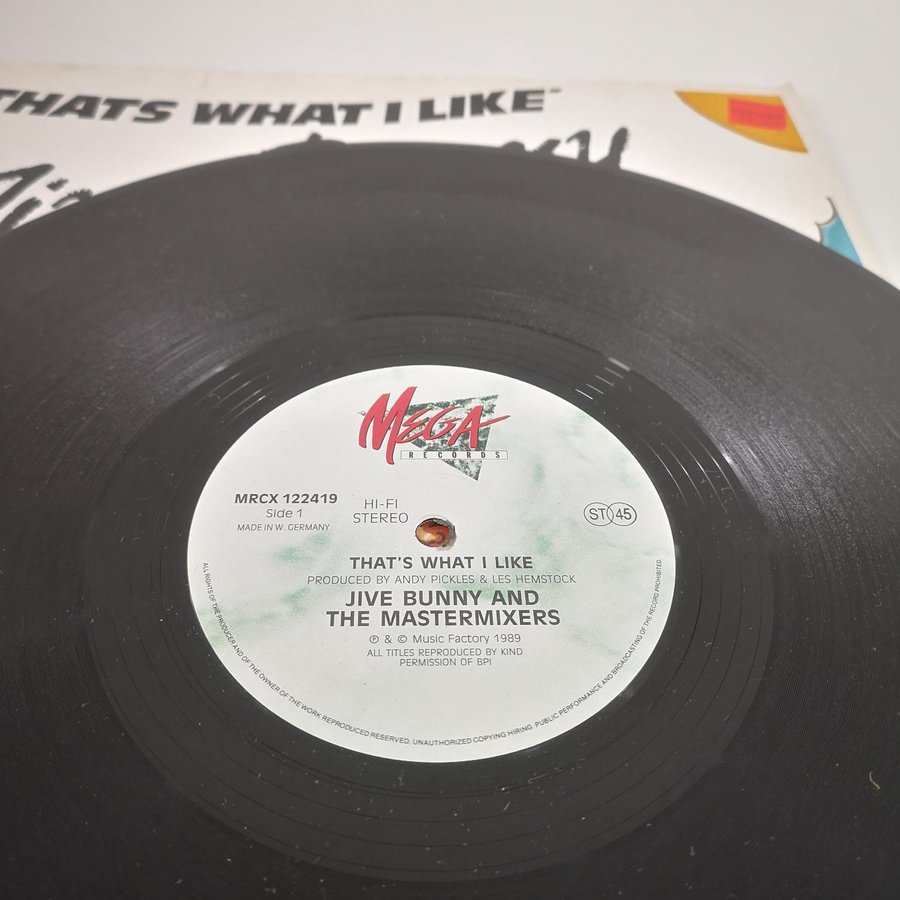 THATS WHAT I LIKE"
MEGA
RECORDS
MRCX 122419
Side 1
MADE IN W. GERMANY
HI-FI
STEREO
ST 45
THAT'S WHAT I LIKE
PRODUCED BY ANDY PICKLES & LES HEMSTOCK
JIVE BUNNY AND
THE MASTERMIXERS
℗ & © Music Factory 1989
ALL TITLES REPRODUCED BY KIND
PERMISSION OF BPI
ALL RIGHTS OF THE PRODUCER AND OF THE OWNER OF THE WORK REPRODUCED RESERVED. UNAUTHORIZED COPYING HIRING, PUBLIC PERFORMANCE AND BROADCASTING OF THE RECORD PROHIBITED.